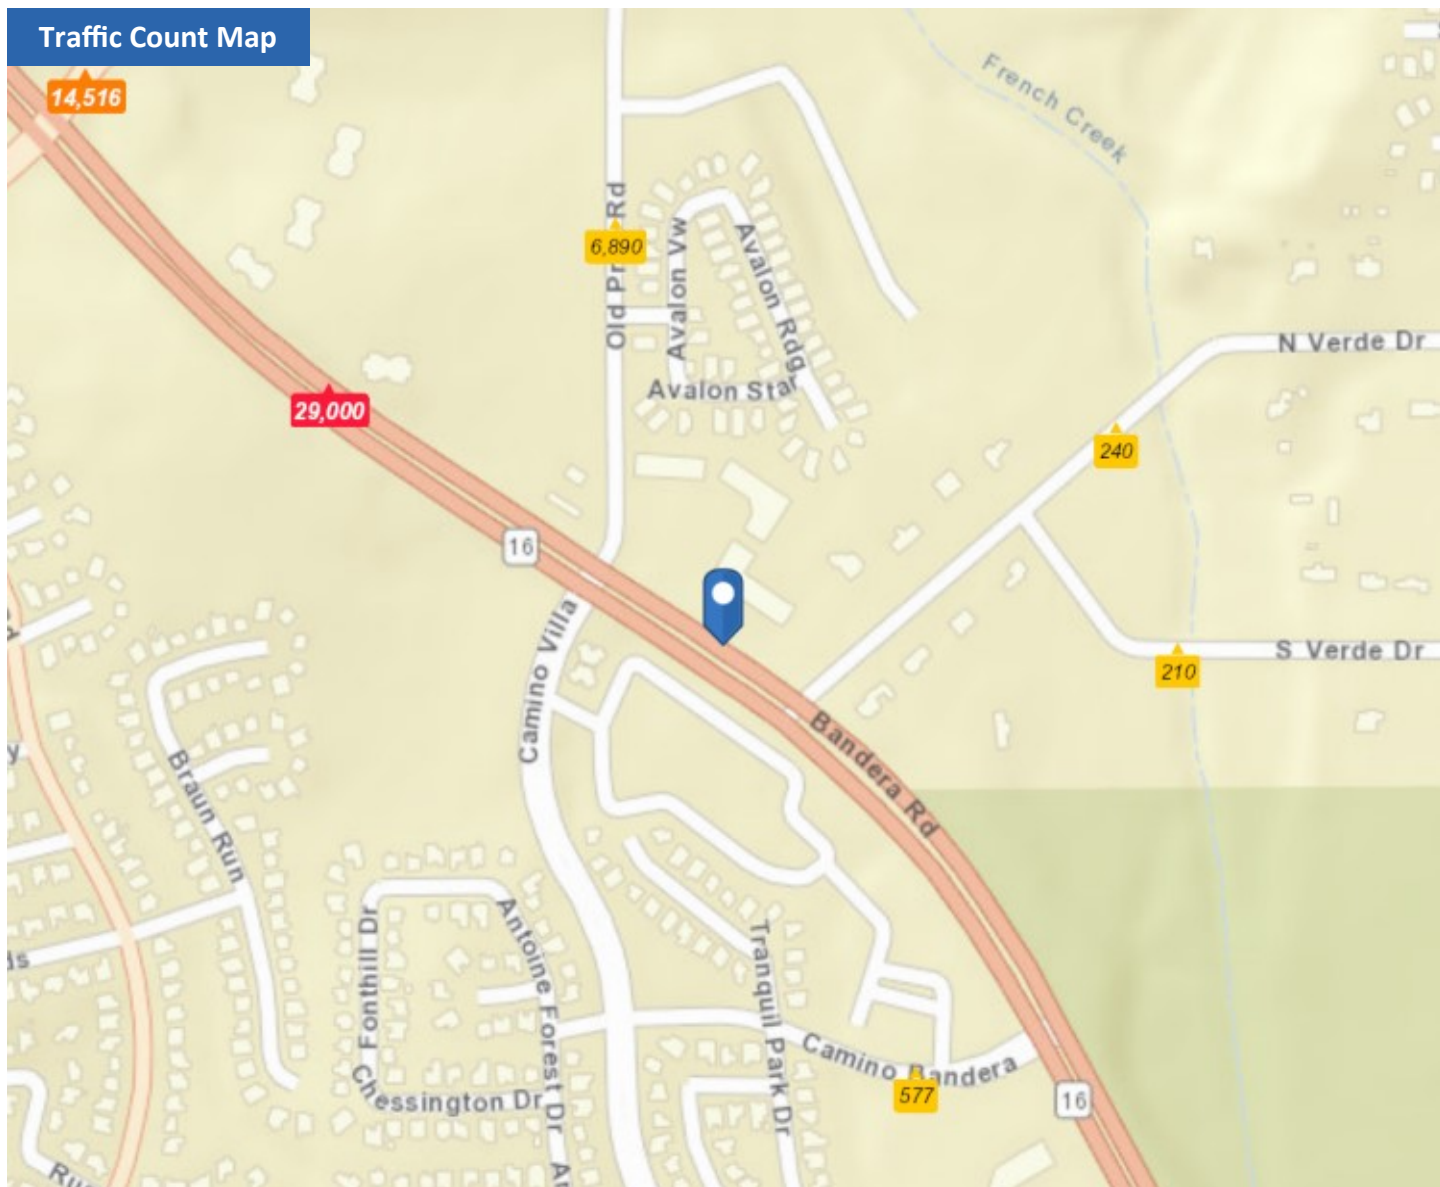 Traffic Count Map
14,516
French Creek
Rd
6,890
Old Pr
Avalon Vw
Avalon Rdg
Avalon Star
N Verde Dr
29,000
240
16
Camino Villa
S Verde Dr
210
Bandera Rd
Braun Run
Fonthill Dr
Antoine Forest Dr
Tranquil Park Dr
Camino Bandera
577
Chessington Dr
16